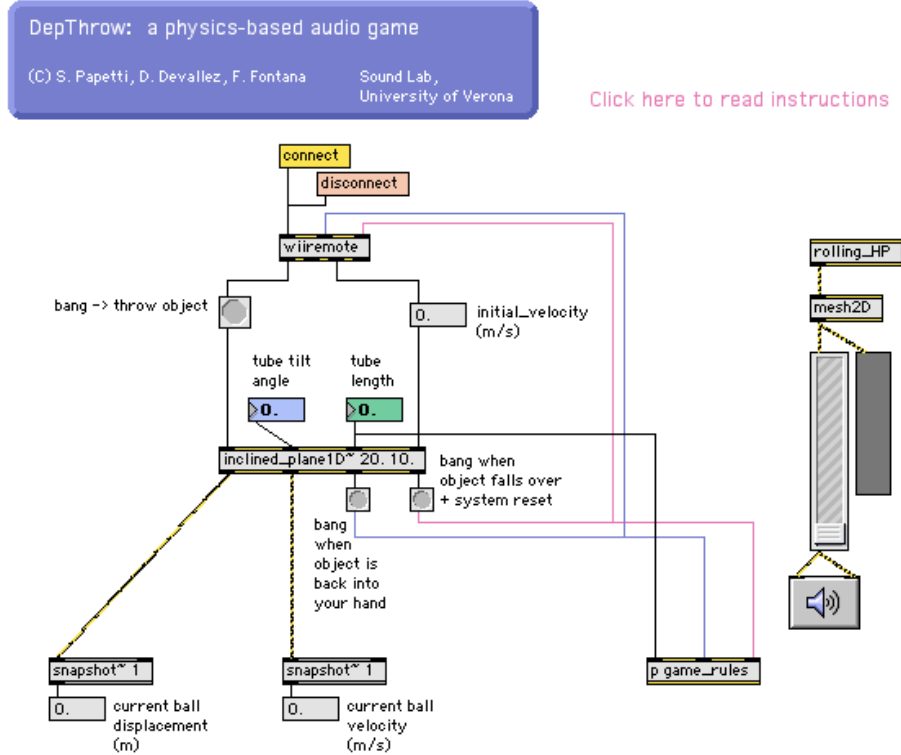 DepThrow: a physics-based audio game
(C) S. Papetti, D. Devallez, F. Fontana
Sound Lab,
University of Verona
Click here to read instructions
connect
disconnect
wiiremote
bang -> throw object
0.
initial_velocity
(m/s)
tube tilt
angle
tube
length
0.
0.
inclined_plane1D~ 20. 10.
bang when
object falls over
+ system reset
bang
when
object is
back into
your hand
rolling_HP
mesh2D
snapshot~ 1
snapshot~ 1
p game_rules
0.
current ball
displacement
(m)
0.
current ball
velocity
(m/s)